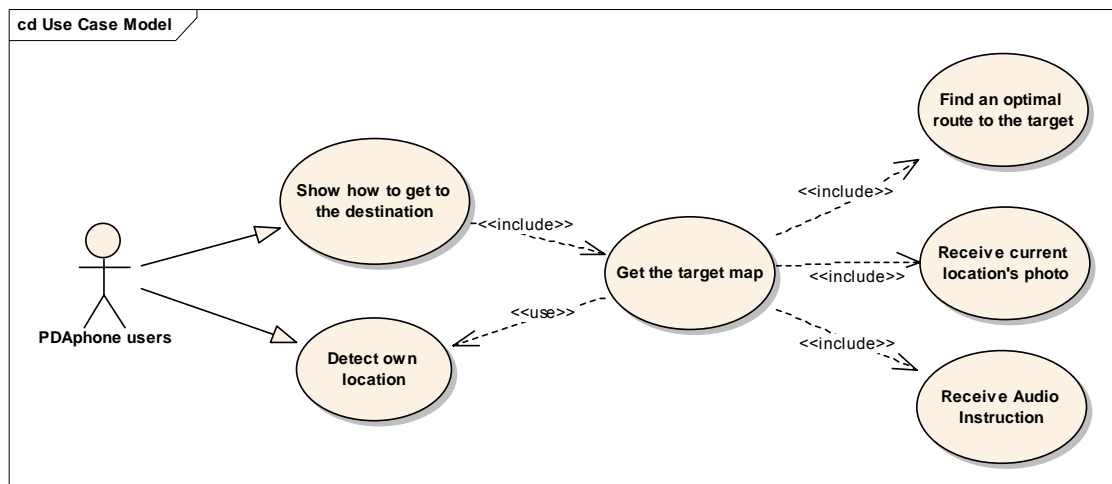 cd Use Case Model
Find an optimal
route to the target
Show how to get to
the destination
<<include>>
<<include>>
Get the target map
Receive current
location's photo
<<include>>
PDAphone users
<<use>>
Detect own
location
<<include>>
Receive Audio
Instruction